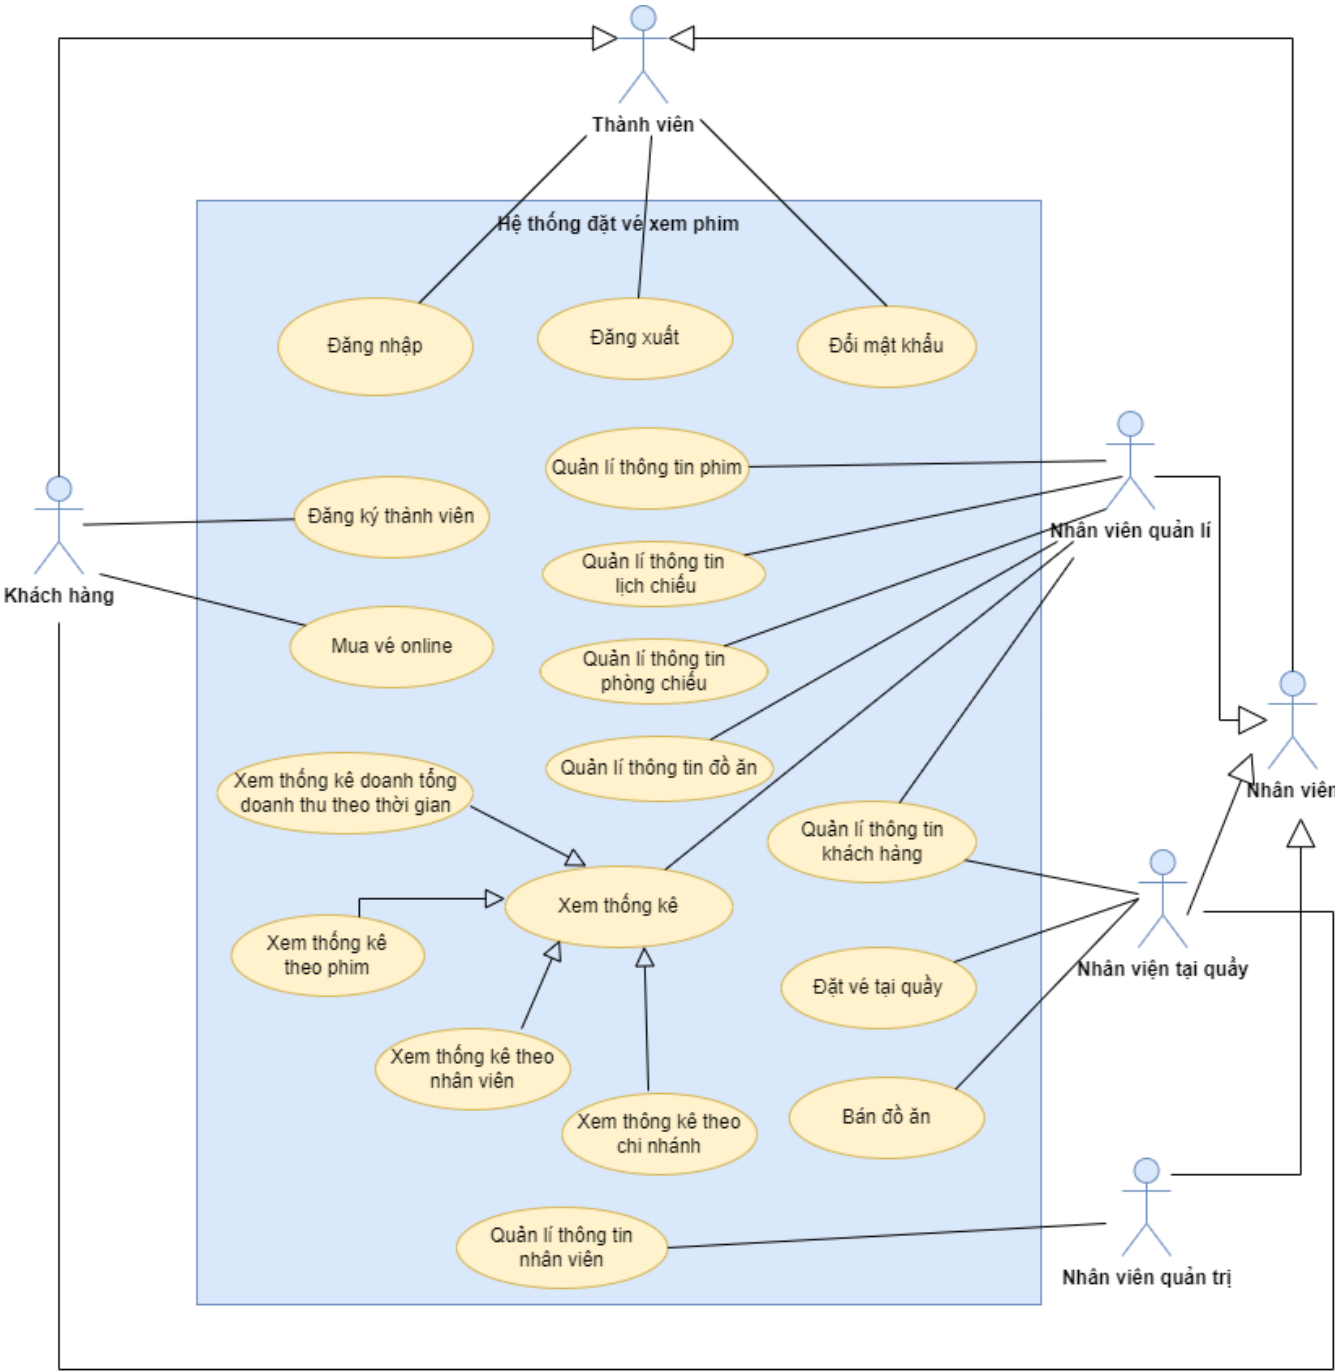 Thành viên
Hệ thống đặt vé xem phim
Đăng nhập
Đăng xuất
Đổi mật khẩu
Quản lí thông tin phim
Nhân viên quản lí
Đăng ký thành viên
Quản lí thông tin
lịch chiếu
Khách hàng
Mua vé online
Quản lí thông tin
phòng chiếu
Quản lí thông tin đồ ăn
Xem thống kê doanh tổng
doanh thu theo thời gian
Nhân viên
Quản lí thông tin
khách hàng
Xem thống kê
Xem thống kê
theo phim
Nhân viện tại quầy
Đặt vé tại quầy
Xem thống kê theo
nhân viên
Xem thông kê theo
chi nhánh
Bán đồ ăn
Quản lí thông tin
nhân viên
Nhân viên quản trị